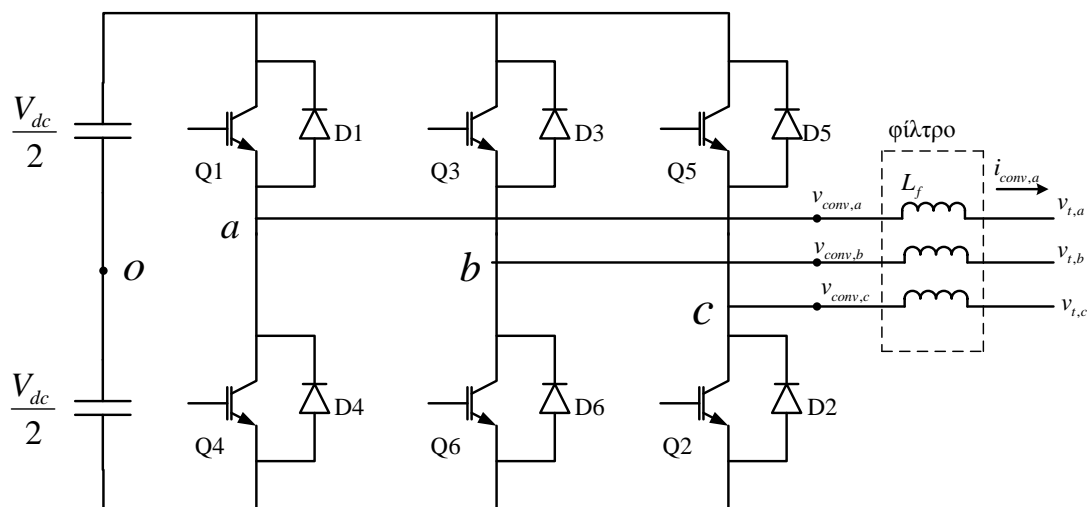 V_dc
2
Q1
D1
Q3
D3
Q5
D5
φίλτρο
L_f
i_conv,a
v_conv,a
v_t,a
a
o
b
v_conv,b
v_t,b
c
v_conv,c
v_t,c
V_dc
2
Q4
D4
Q6
D6
Q2
D2